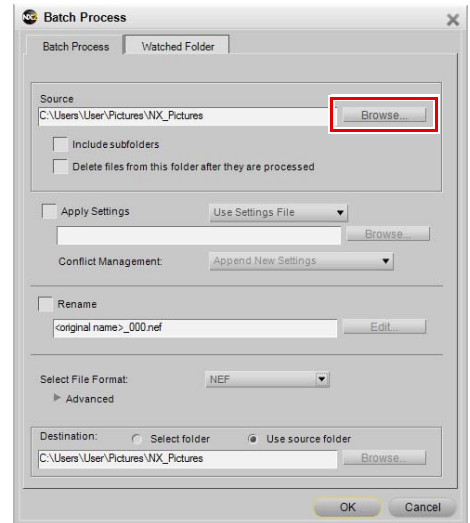 NX2 Batch Process
Batch Process Watched Folder
Source
C:\Users\User\Pictures\NX_Pictures Browse...
Include subfolders
Delete files from this folder after they are processed
Apply Settings Use Settings File
Browse...
Conflict Management: Append New Settings
Rename
<original name>_000.nef Edit...
Select File Format: NEF
Advanced
Destination: Select folder Use source folder
C:\Users\User\Pictures\NX_Pictures Browse...
OK Cancel